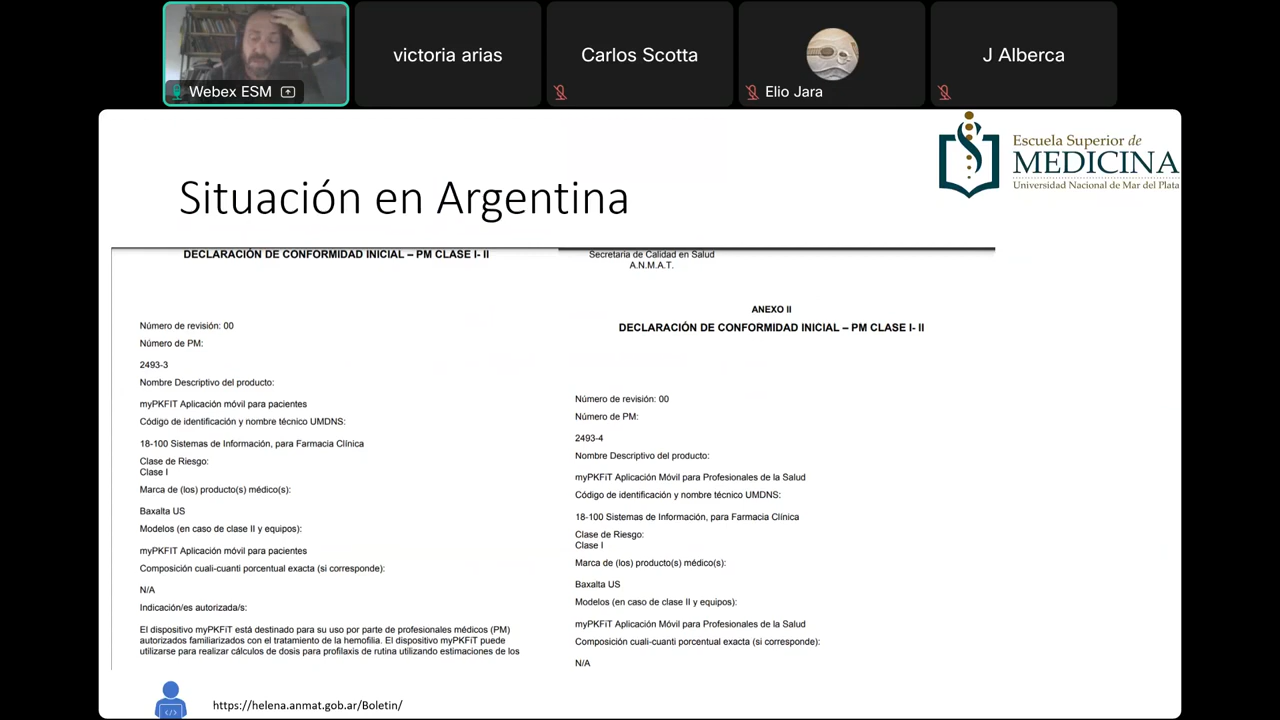 Webex ESM
victoria arias
Carlos Scotta
Elio Jara
J Alberca
Escuela Superior de
MEDICINA
Universidad Nacional de Mar del Plata
Situación en Argentina
DECLARACIÓN DE CONFORMIDAD INICIAL – PM CLASE I- II
Número de revisión: 00
Número de PM:
2493-3
Nombre Descriptivo del producto:
myPKFIT Aplicación móvil para pacientes
Código de identificación y nombre técnico UMDNS:
18-100 Sistemas de Información, para Farmacia Clínica
Clase de Riesgo:
Clase I
Marca de (los) producto(s) médico(s):
Baxalta US
Modelos (en caso de clase II y equipos):
myPKFIT Aplicación móvil para pacientes
Composición cuali-cuanti porcentual exacta (si corresponde):
N/A
Indicación/es autorizada/s:
El dispositivo myPKFiT está destinado para su uso por parte de profesionales médicos (PM)
autorizados familiarizados con el tratamiento de la hemofilia. El dispositivo myPKFiT puede
utilizarse para realizar cálculos de dosis para profilaxis de rutina utilizando estimaciones de los
Secretaría de Calidad en Salud
A.N.M.A.T.
ANEXO II
DECLARACIÓN DE CONFORMIDAD INICIAL – PM CLASE I- II
Número de revisión: 00
Número de PM:
2493-4
Nombre Descriptivo del producto:
myPKFiT Aplicación Móvil para Profesionales de la Salud
Código de identificación y nombre técnico UMDNS:
18-100 Sistemas de Información, para Farmacia Clínica
Clase de Riesgo:
Clase I
Marca de (los) producto(s) médico(s):
Baxalta US
Modelos (en caso de clase II y equipos):
myPKFiT Aplicación Móvil para Profesionales de la Salud
Composición cuali-cuanti porcentual exacta (si corresponde):
N/A
https://helena.anmat.gob.ar/Boletin/